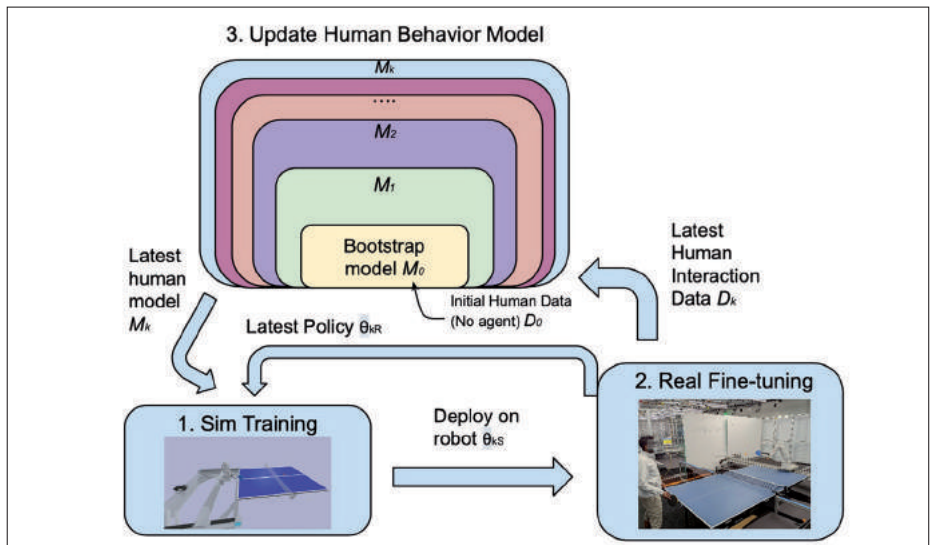 3. Update Human Behavior Model
Mk
....
M2
M1
Bootstrap
model M0
Latest
human
model
Mk
Initial Human Data
(No agent) D0
Latest
Human
Interaction
Data Dk
Latest Policy θkR
1. Sim Training
Deploy on
robot θkS
2. Real Fine-tuning